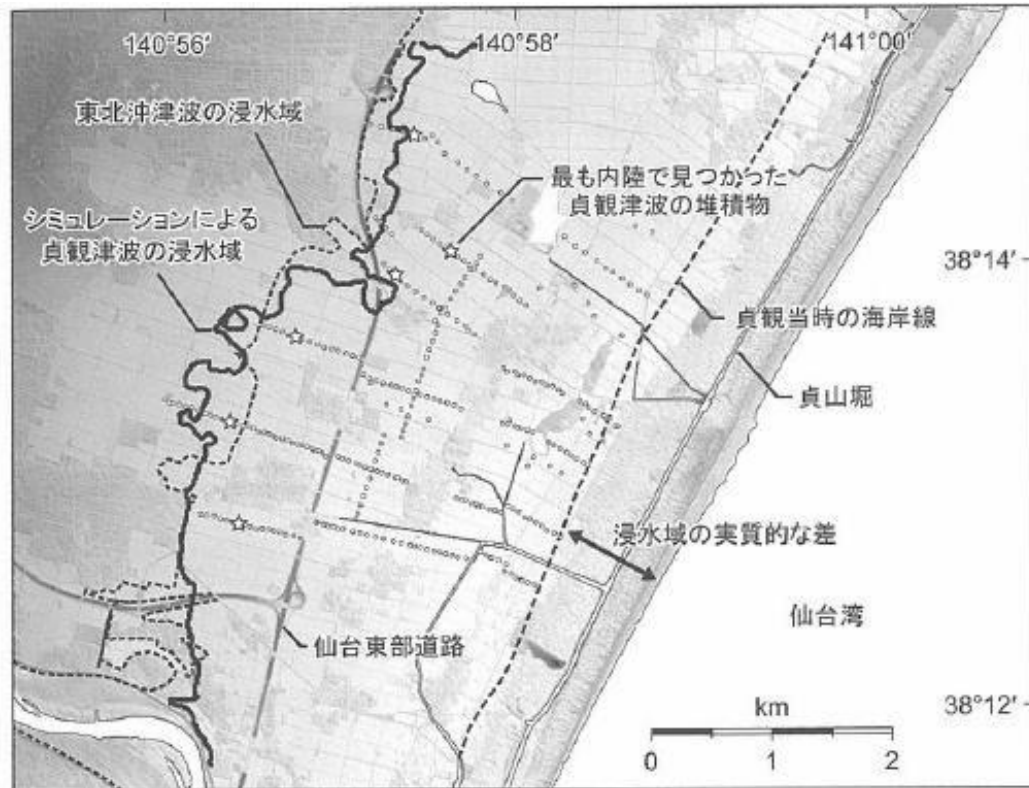 140°56′
140°58′
141°00′
東北沖津波の浸水域
最も内陸で見つかった
貞観津波の堆積物
シミュレーションによる
貞観津波の浸水域
38°14′
貞観当時の海岸線
貞山堀
浸水域の実質的な差
仙台湾
仙台東部道路
38°12′
km
0 1 2